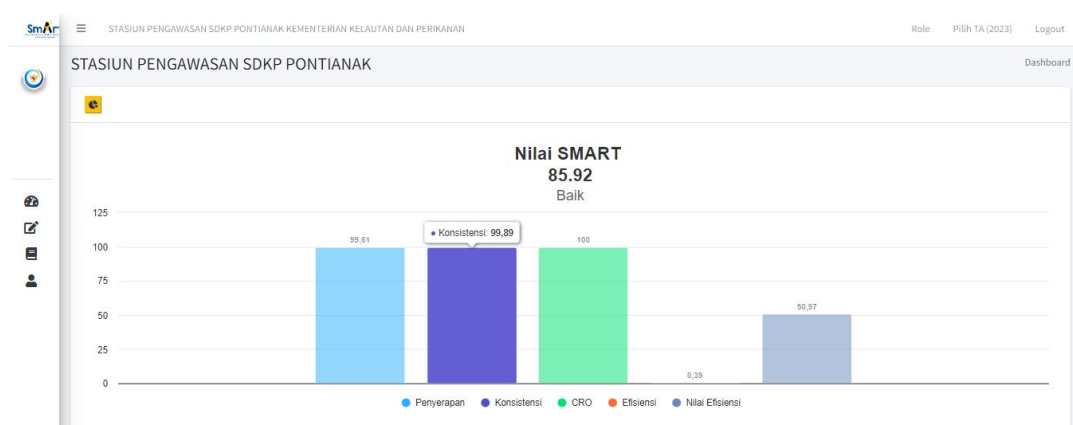 SmArt
STASIUN PENGAWASAN SDKP PONTIANAK KEMENTERIAN KELAUTAN DAN PERIKANAN
Role Pilih TA (2023) Logout
STASIUN PENGAWASAN SDKP PONTIANAK
Dashboard
Nilai SMART
85.92
Baik
125
100
75
50
25
0
99,61
Konsistensi: 99,89
100
0,39
50,97
Penyerapan Konsistensi CRO Efisiensi Nilai Efisiensi